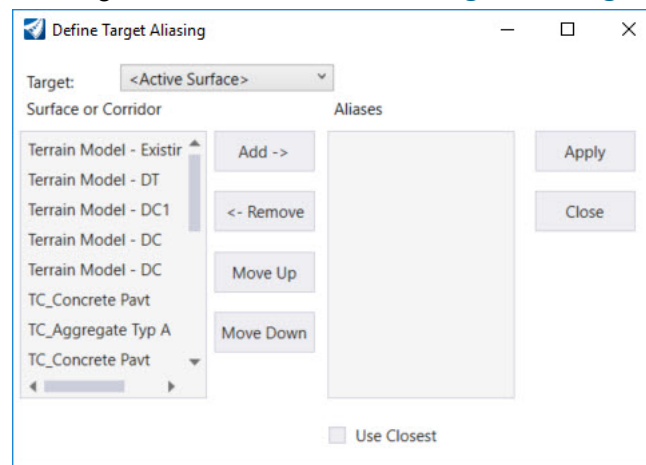 Define Target Aliasing
Target: <Active Surface>
Surface or Corridor
Aliases
Terrain Model - Existir
Terrain Model - DT
Terrain Model - DC1
Terrain Model - DC
Terrain Model - DC
TC_Concrete Pavt
TC_Aggregate Typ A
TC_Concrete Pavt
Add ->
<- Remove
Move Up
Move Down
Apply
Close
Use Closest